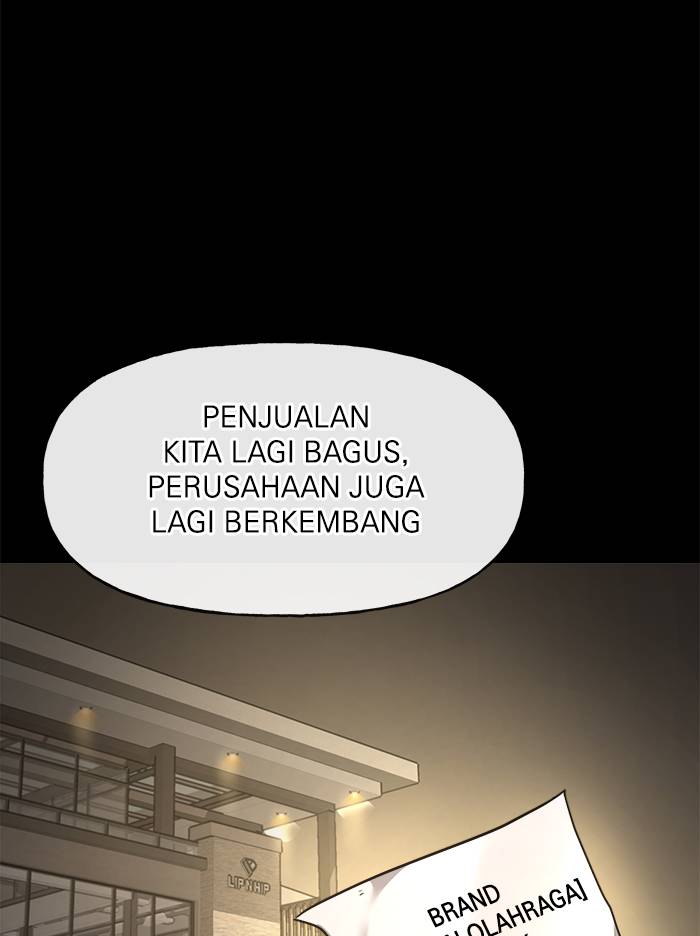 PENJUALAN
KITA LAGI BAGUS,
PERUSAHAAN JUGA
LAGI BERKEMBANG
BRAND
OLAHRAGA]